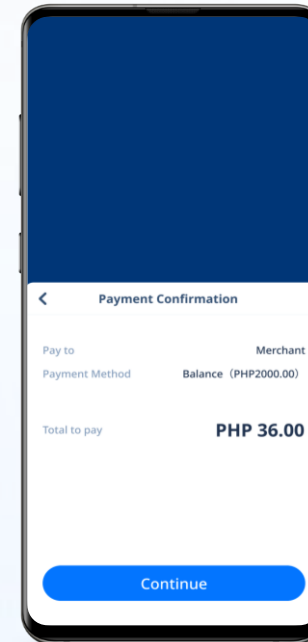 Payment Confirmation
Pay to Merchant
Payment Method Balance（PHP2000.00）
Total to pay PHP 36.00
Continue